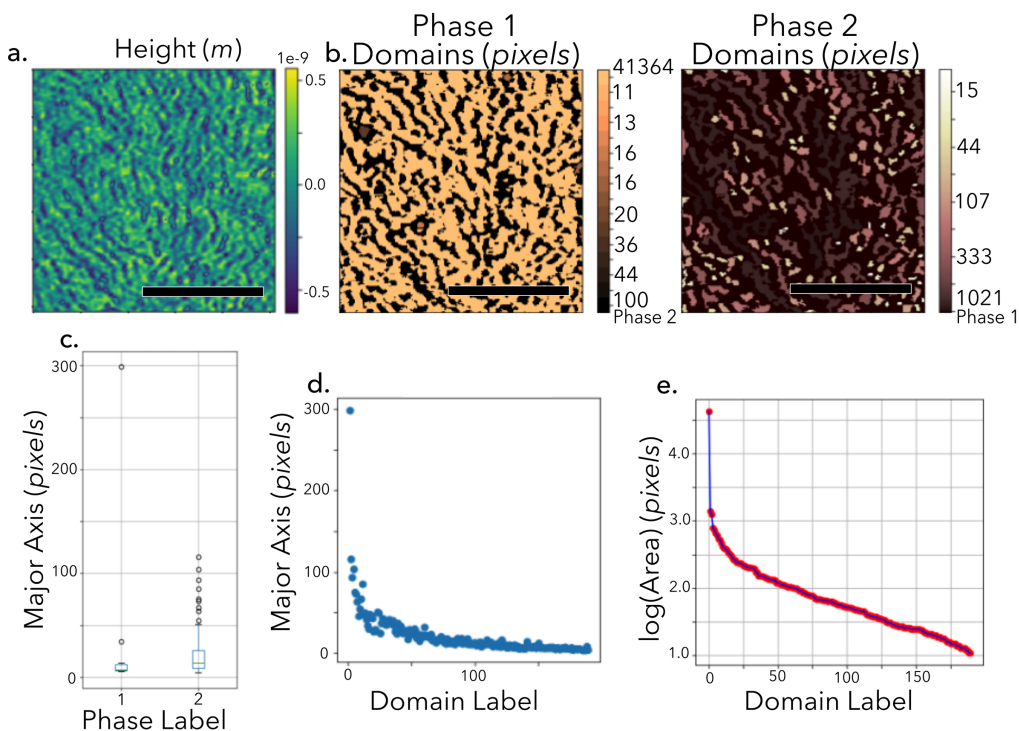 a.
Height (m)
1e-9
0.5
0.0
-0.5
b.
Phase 1
Domains (pixels)
41364
11
13
16
16
20
36
44
100
Phase 2
Phase 2
Domains (pixels)
15
44
107
333
1021
Phase 1
c.
Major Axis (pixels)
300
200
100
0
1
2
Phase Label
d.
Major Axis (pixels)
300
200
100
0
0
100
Domain Label
e.
log(Area) (pixels)
4.0
3.0
2.0
1.0
0
50
100
150
Domain Label